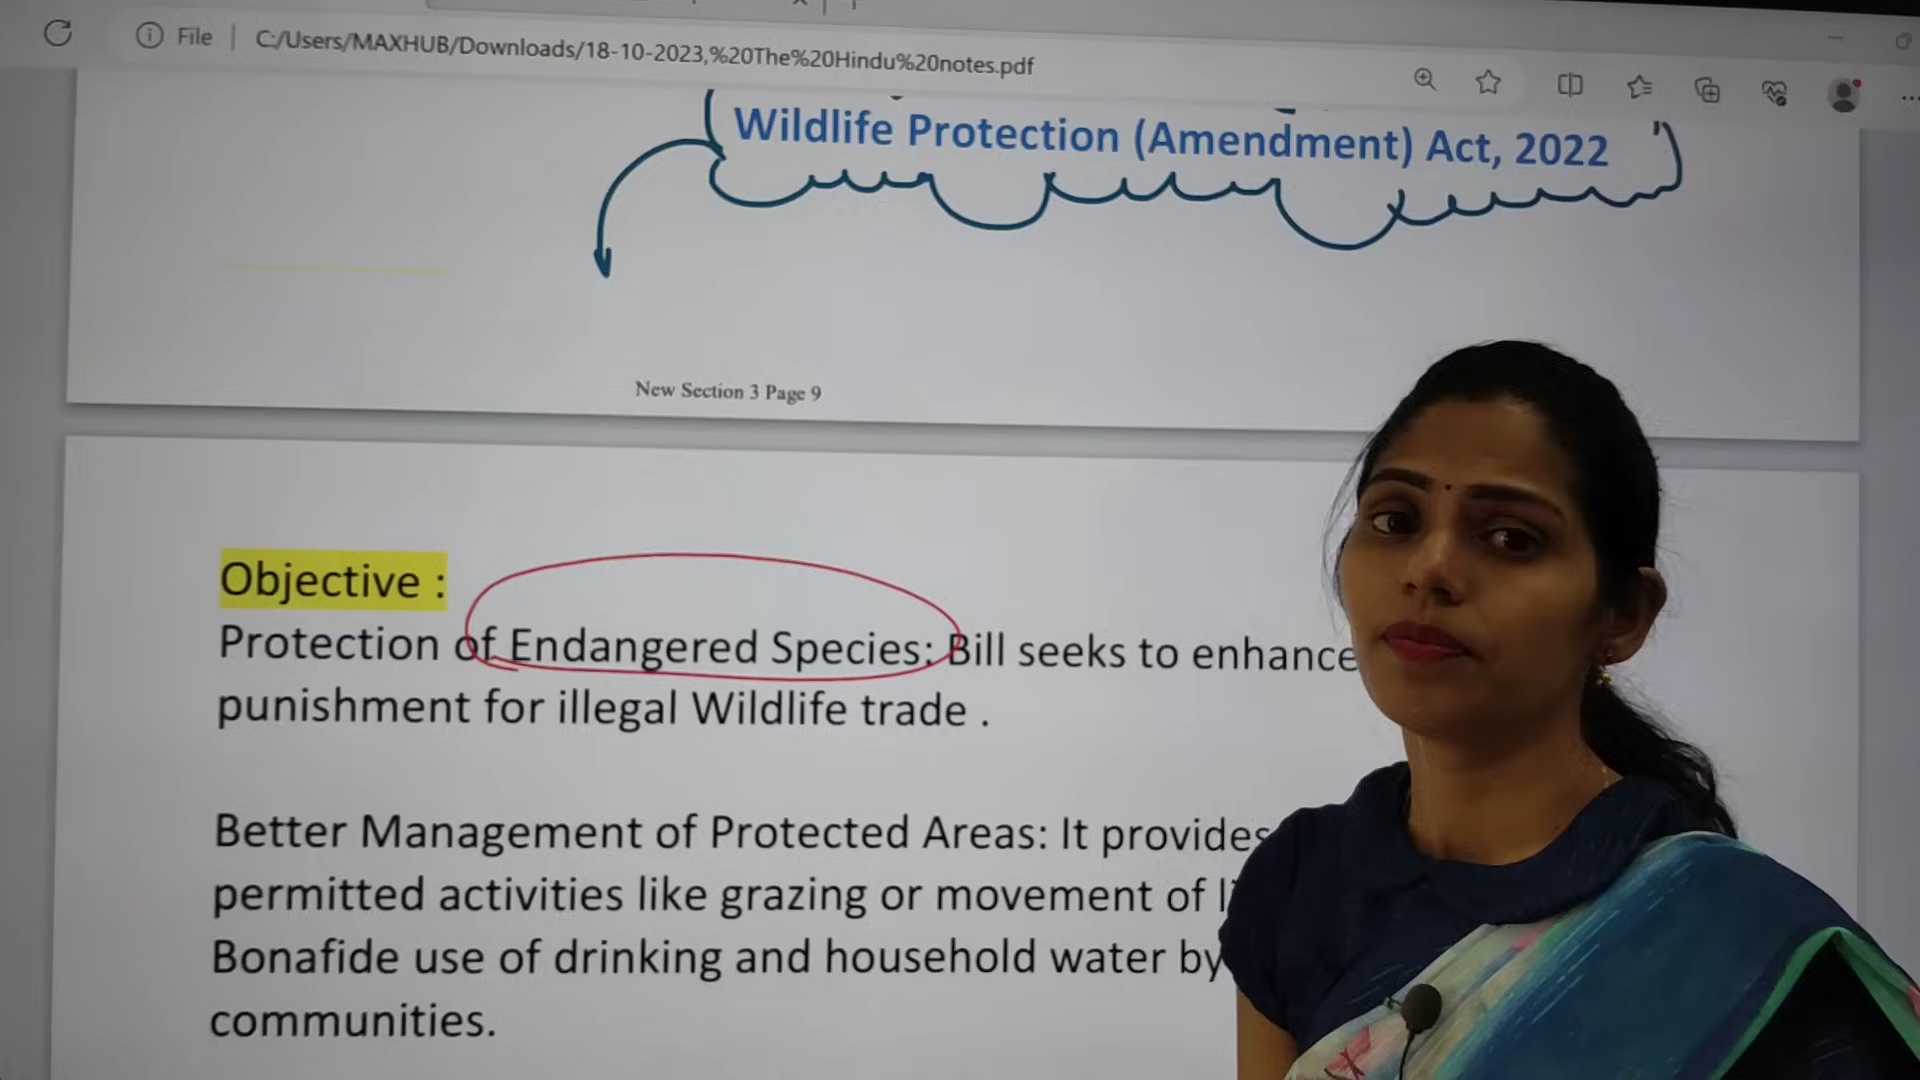 File
C:/Users/MAXHUB/Downloads/18-10-2023,%20The%20Hindu%20notes.pdf
Wildlife Protection (Amendment) Act, 2022
New Section 3 Page 9
Objective :
Protection of Endangered Species: Bill seeks to enhance
punishment for illegal Wildlife trade .
Better Management of Protected Areas: It provides
permitted activities like grazing or movement of
Bonafide use of drinking and household water by
communities.